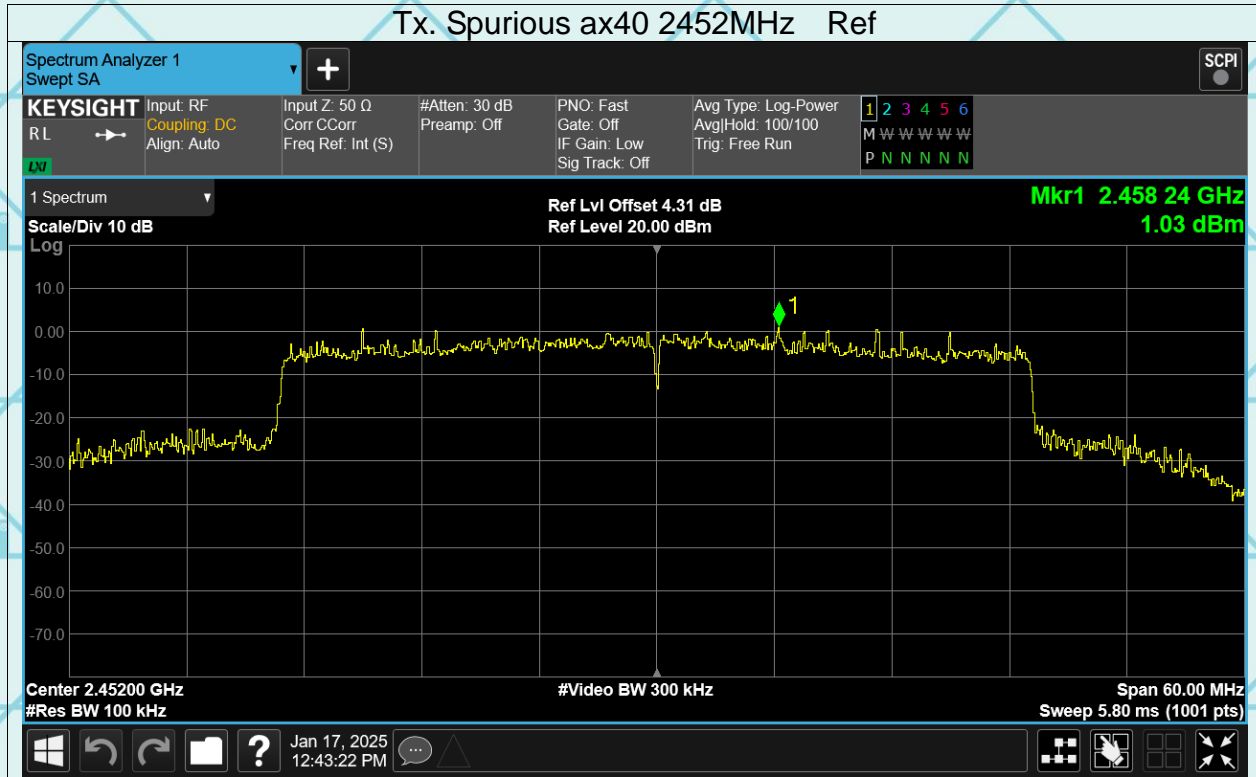 Tx. Spurious ax40 2452MHz Ref
Spectrum Analyzer 1
Swept SA
+
SCPI
KEYSIGHT
R L
LXI
Input: RF
Coupling: DC
Align: Auto
Input Z: 50 Ω
Corr CCorr
Freq Ref: Int (S)
#Atten: 30 dB
Preamp: Off
PNO: Fast
Gate: Off
IF Gain: Low
Sig Track: Off
Avg Type: Log-Power
Avg|Hold: 100/100
Trig: Free Run
1 2 3 4 5 6
M W W W W W
P N N N N N
1 Spectrum
Scale/Div 10 dB
Ref Lvl Offset 4.31 dB
Ref Level 20.00 dBm
Mkr1 2.458 24 GHz
1.03 dBm
Log
10.0
0.00
-10.0
-20.0
-30.0
-40.0
-50.0
-60.0
-70.0
1
Center 2.45200 GHz
#Res BW 100 kHz
#Video BW 300 kHz
Span 60.00 MHz
Sweep 5.80 ms (1001 pts)
?
Jan 17, 2025
12:43:22 PM